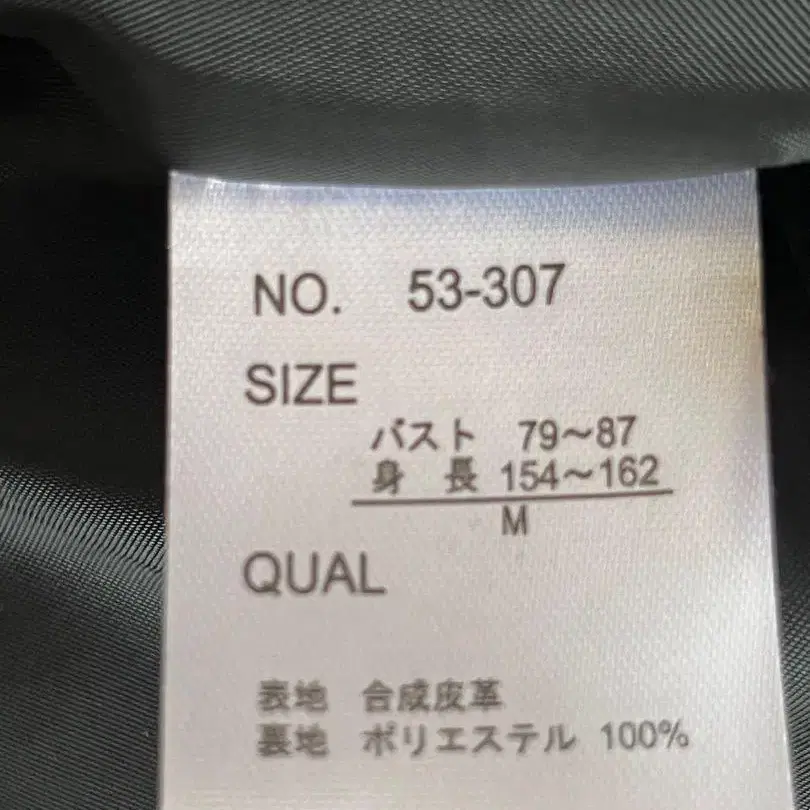 NO. 53-307
SIZE
バスト 79～87
身 長 154～162
M
QUAL
表地 合成皮革
裏地 ポリエステル 100%